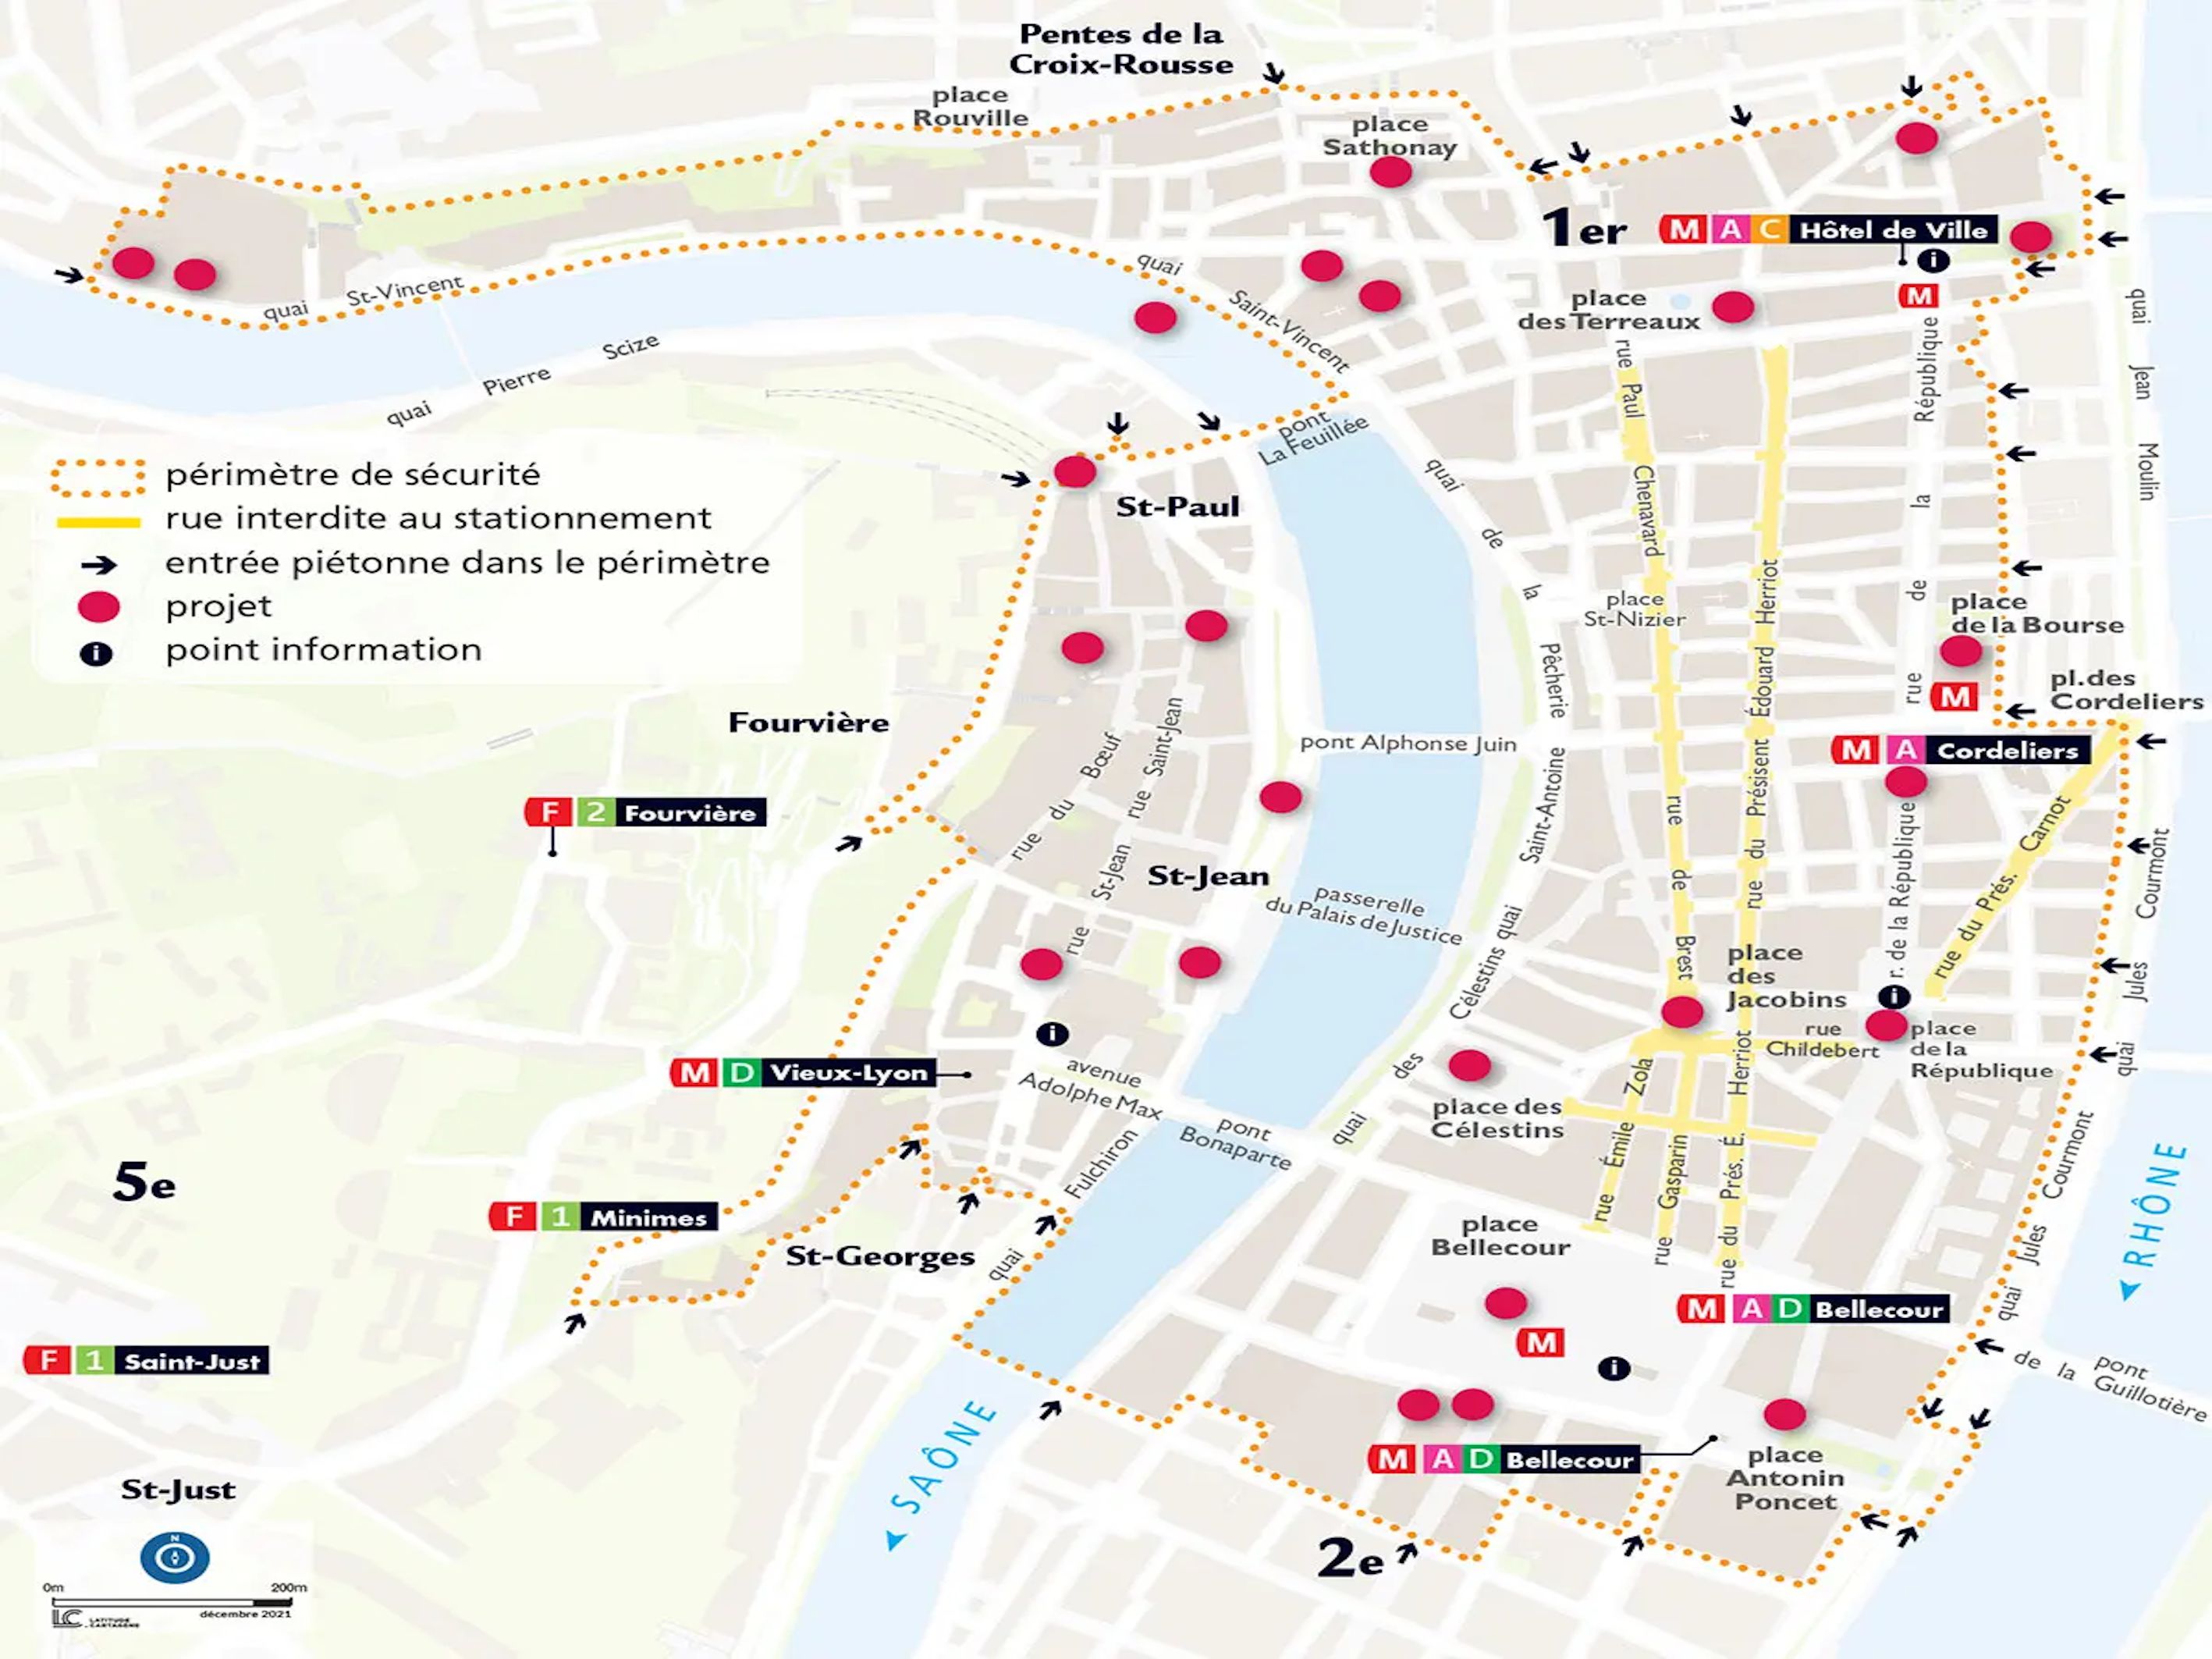 Pentes de la
Croix-Rousse
place
Rouville
place
Sathonay
1er
M A C Hôtel de Ville
i
M
place
des Terreaux
quai St-Vincent
quai Saint-Vincent
quai Pierre Scize
pont
La Feuillée
périmètre de sécurité
rue interdite au stationnement
entrée piétonne dans le périmètre
projet
i point information
St-Paul
quai de la Pêcherie
rue Paul Chenavard
place
St-Nizier
rue du Présisent Édouard Herriot
rue de la République
quai Jean Moulin
place
de la Bourse
M
pl.des
Cordeliers
M A Cordeliers
Fourvière
F 2 Fourvière
rue du Bœuf
rue Saint-Jean
rue St-Jean
St-Jean
pont Alphonse Juin
passerelle
du Palais de Justice
quai Saint-Antoine
quai des Célestins
rue de Brest
r. de la République
rue du Prés. Carnot
quai Jules Courmont
place
des
Jacobins
i
rue
Childebert
place
de la
République
i
M D Vieux-Lyon
avenue
Adolphe Max
pont
Bonaparte
place des
Célestins
rue Émile Zola
rue Gasparin
rue du Prés. É. Herriot
quai Jules Courmont
RHÔNE
5e
F 1 Minimes
St-Georges
quai Fulchiron
place
Bellecour
M
i
M A D Bellecour
pont
de la Guillotière
F 1 Saint-Just
SAÔNE
M A D Bellecour
place
Antonin
Poncet
St-Just
2e
N
0m 200m
décembre 2021
LC LATITUDE
CARTAGÈNE